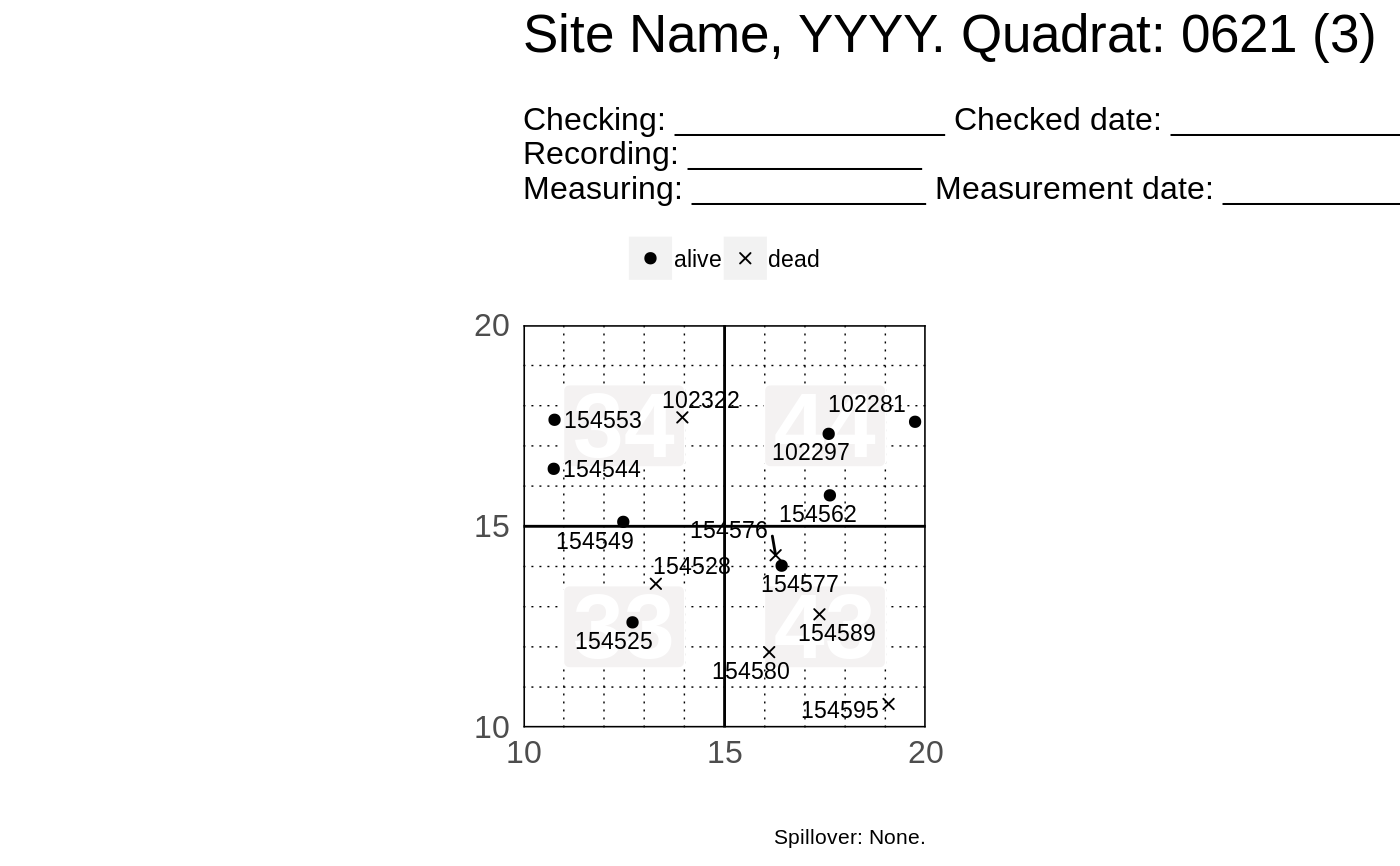 Site Name, YYYY. Quadrat: 0621 (3)
Checking: _______________ Checked date: _____________
Recording: _____________
Measuring: _____________ Measurement date: __________
alive dead
20
34 102322 44 102281
154553
102297
154544
154562
15
154576
154549
154528
154577
33 43
154589
154525
154580
154595
10
10 15 20
Spillover: None.